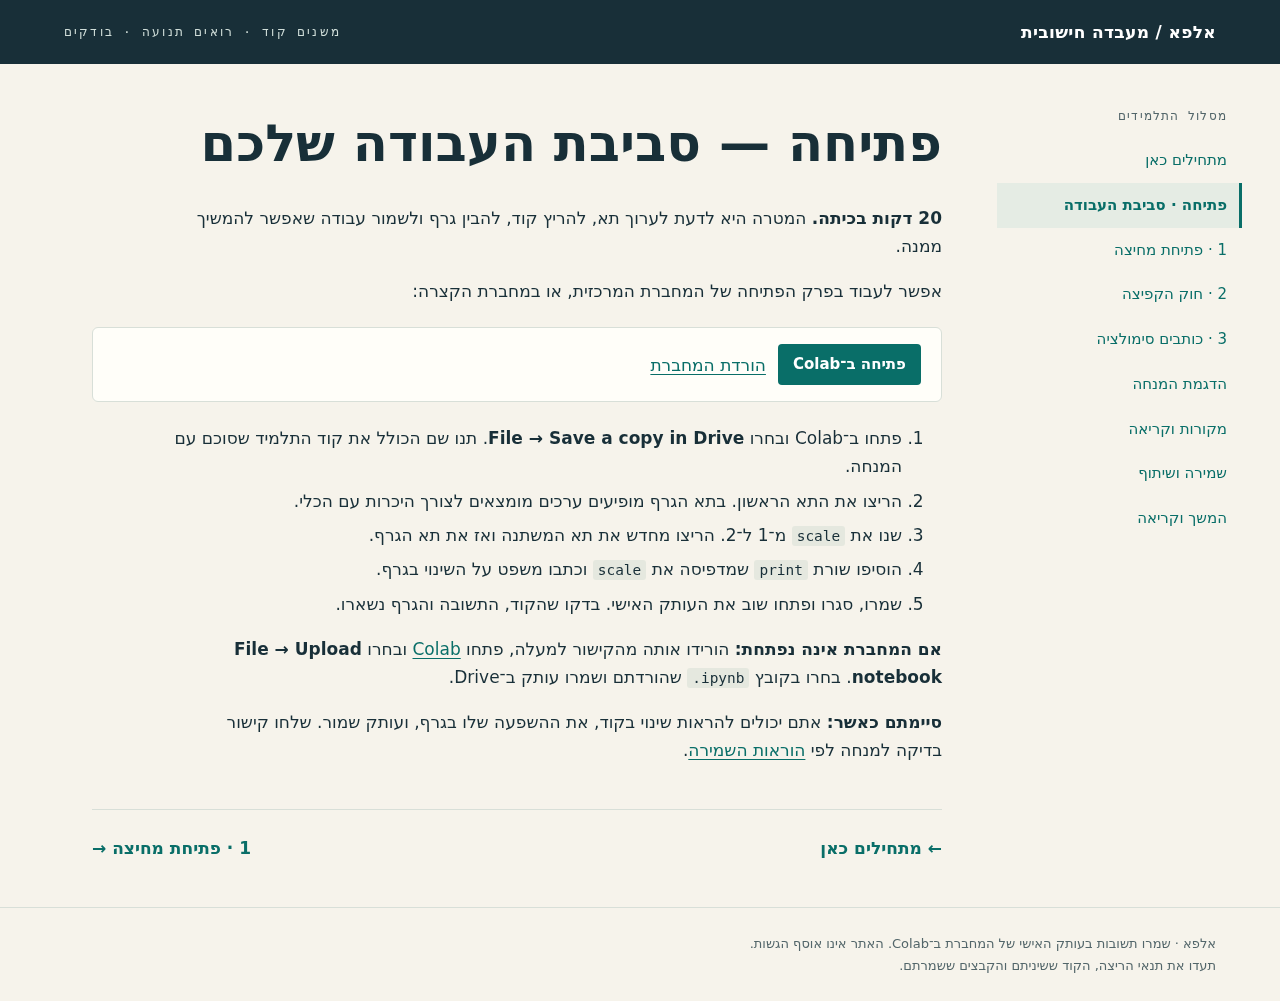 אלפא / מעבדה חישובית
משנים קוד · רואים תנועה · בודקים
מסלול התלמידים
מתחילים כאן
פתיחה · סביבת העבודה
1 · פתיחת מחיצה
2 · חוק הקפיצה
3 · כותבים סימולציה
הדגמת המנחה
מקורות וקריאה
שמירה ושיתוף
המשך וקריאה
פתיחה — סביבת העבודה שלכם
20 דקות בכיתה. המטרה היא לדעת לערוך תא, להריץ קוד, להבין גרף ולשמור עבודה שאפשר להמשיך
ממנה.
אפשר לעבוד בפרק הפתיחה של המחברת המרכזית, או במחברת הקצרה:
פתיחה ב־Colab הורדת המחברת
1. פתחו ב־Colab ובחרו File → Save a copy in Drive. תנו שם הכולל את קוד התלמיד שסוכם עם
המנחה.
2. הריצו את התא הראשון. בתא הגרף מופיעים ערכים מומצאים לצורך היכרות עם הכלי.
3. שנו את scale מ־1 ל־2. הריצו מחדש את תא המשתנה ואז את תא הגרף.
4. הוסיפו שורת print שמדפיסה את scale וכתבו משפט על השינוי בגרף.
5. שמרו, סגרו ופתחו שוב את העותק האישי. בדקו שהקוד, התשובה והגרף נשארו.
אם המחברת אינה נפתחת: הורידו אותה מהקישור למעלה, פתחו Colab ובחרו File → Upload
notebook. בחרו בקובץ .ipynb שהורדתם ושמרו עותק ב־Drive.
סיימתם כאשר: אתם יכולים להראות שינוי בקוד, את ההשפעה שלו בגרף, ועותק שמור. שלחו קישור
בדיקה למנחה לפי הוראות השמירה.
← מתחילים כאן
1 · פתיחת מחיצה →
אלפא · שמרו תשובות בעותק האישי של המחברת ב־Colab. האתר אינו אוסף הגשות.
תעדו את תנאי הריצה, הקוד ששיניתם והקבצים ששמרתם.